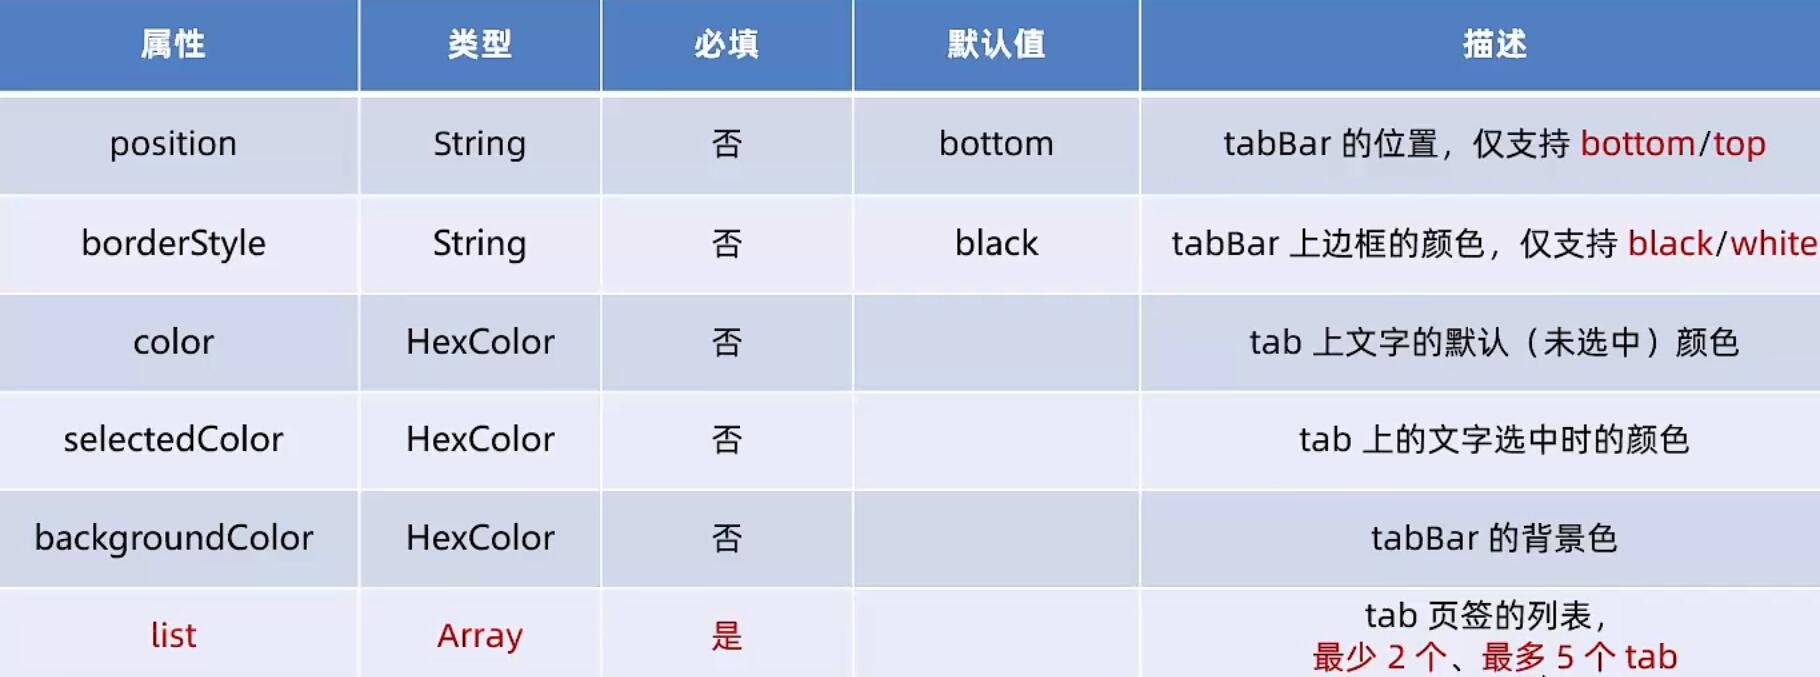 属性 类型 必填 默认值 描述
position String 否 bottom tabBar 的位置，仅支持 bottom/top
borderStyle String 否 black tabBar 上边框的颜色，仅支持 black/white
color HexColor 否 tab 上文字的默认（未选中）颜色
selectedColor HexColor 否 tab 上的文字选中时的颜色
backgroundColor HexColor 否 tabBar 的背景色
list Array 是 tab 页签的列表，
最少 2 个、最多 5 个 tab